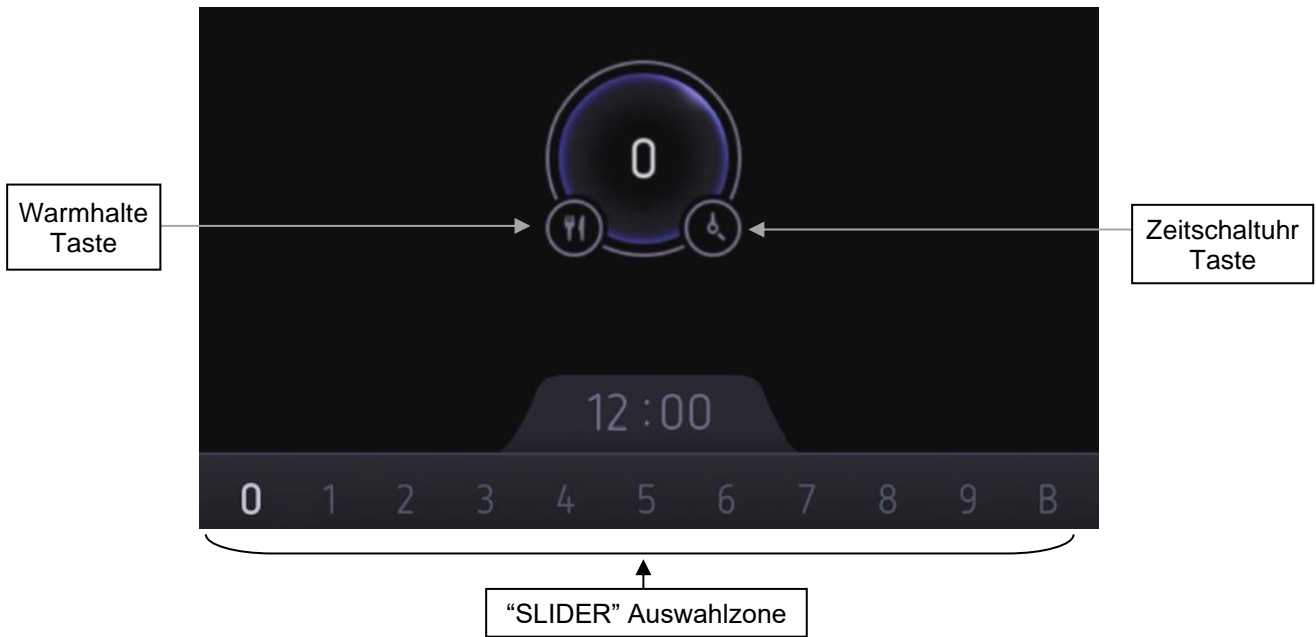 0
Warmhalte
Taste
Zeitschaltuhr
Taste
12:00
0 1 2 3 4 5 6 7 8 9 B
“SLIDER” Auswahlzone